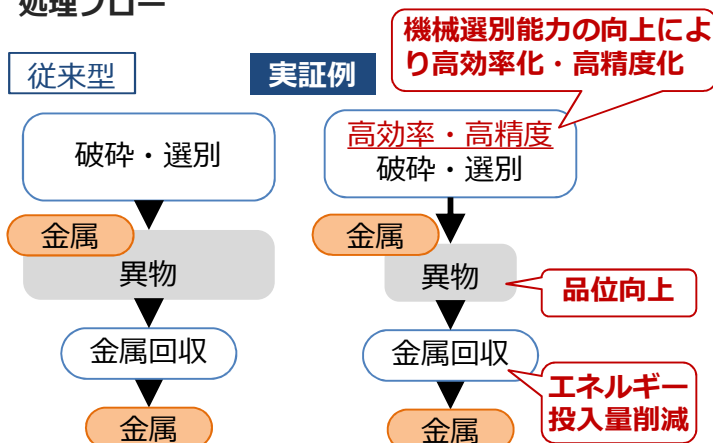 処理フロー
従来型
実証例
機械選別能力の向上によ
り高効率化・高精度化
破砕・選別
金属
異物
金属回収
金属
高効率・高精度
破砕・選別
金属
異物
品位向上
金属回収
エネルギー
投入量削減
金属